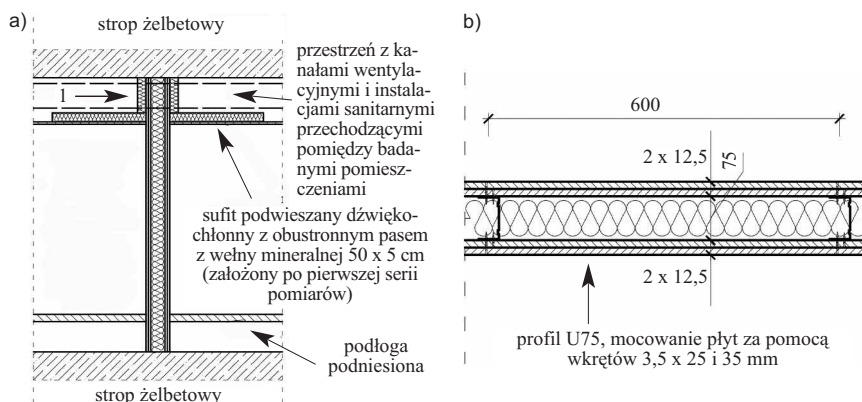 a)
strop żelbetowy
1
przestrzeń z ka-
nałami wentyla-
cyjnymi i instala-
cjami sanitarnymi
przechodzącymi
pomiędzy bada-
nymi pomiesz-
czeniami
sufit podwieszany dźwięko-
chłonny z obustronnym pasem
z wełny mineralnej 50 x 5 cm
(założony po pierwszej serii
pomiarów)
podłoga
podniesiona
strop żelbetowy
b)
600
2 x 12,5
75
2 x 12,5
profil U75, mocowanie płyt za pomocą
wkrętów 3,5 x 25 i 35 mm